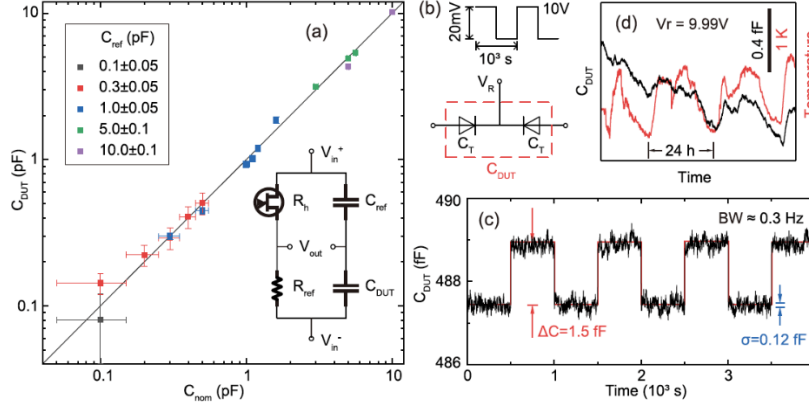 (a)
C_ref (pF)
0.1±0.05
0.3±0.05
1.0±0.05
5.0±0.1
10.0±0.1
10
1
0.1
C_DUT (pF)
V_in^+
R_h
C_ref
V_out
R_ref
C_DUT
V_in^-
0.1
1
10
C_nom (pF)
(b)
20mV
10V
10³ s
V_R
C_T
C_T
C_DUT
(d)
Vr = 9.99V
0.4 fF
1 K
C_DUT
Temperature
24 h
Time
(c)
BW ≈ 0.3 Hz
490
488
486
C_DUT (fF)
ΔC=1.5 fF
σ=0.12fF
0
1
2
3
Time (10³ s)